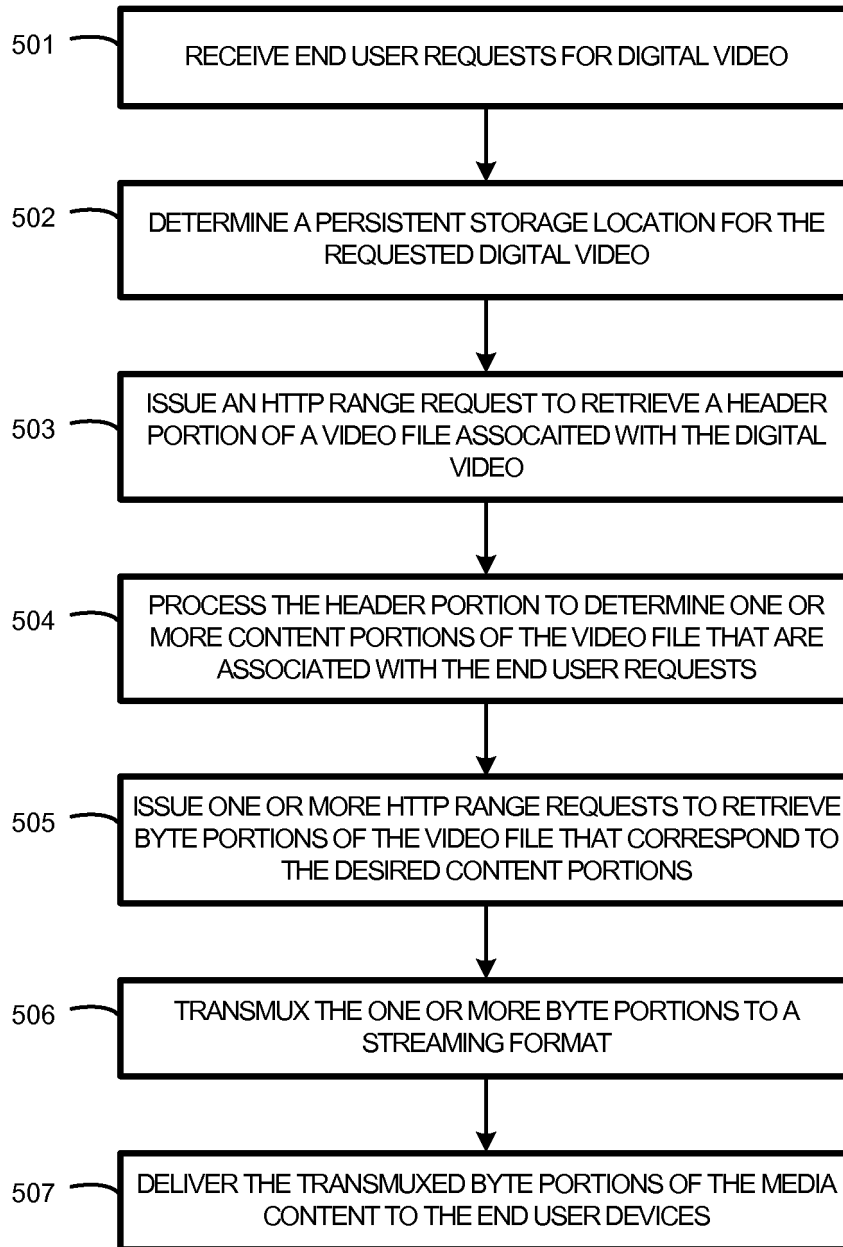 501
RECEIVE END USER REQUESTS FOR DIGITAL VIDEO
502
DETERMINE A PERSISTENT STORAGE LOCATION FOR THE
REQUESTED DIGITAL VIDEO
503
ISSUE AN HTTP RANGE REQUEST TO RETRIEVE A HEADER
PORTION OF A VIDEO FILE ASSOCAITED WITH THE DIGITAL
VIDEO
504
PROCESS THE HEADER PORTION TO DETERMINE ONE OR
MORE CONTENT PORTIONS OF THE VIDEO FILE THAT ARE
ASSOCIATED WITH THE END USER REQUESTS
505
ISSUE ONE OR MORE HTTP RANGE REQUESTS TO RETRIEVE
BYTE PORTIONS OF THE VIDEO FILE THAT CORRESPOND TO
THE DESIRED CONTENT PORTIONS
506
TRANSMUX THE ONE OR MORE BYTE PORTIONS TO A
STREAMING FORMAT
507
DELIVER THE TRANSMUXED BYTE PORTIONS OF THE MEDIA
CONTENT TO THE END USER DEVICES